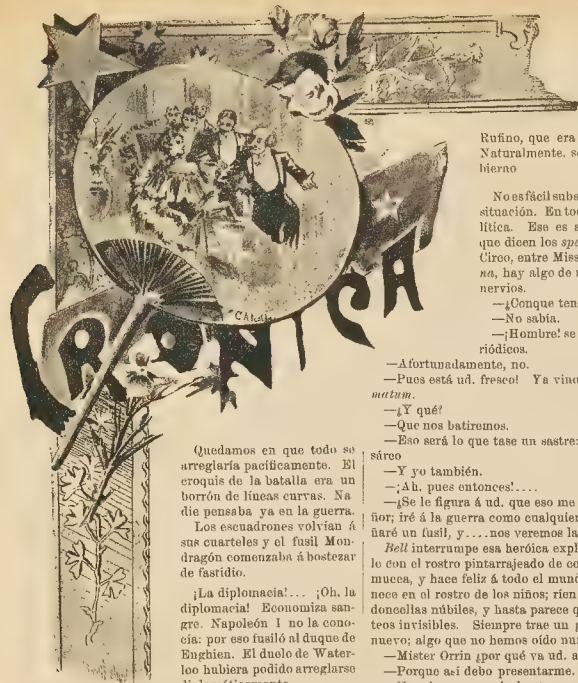 CRONICA
Quedamos en que todo se
arreglaría pacíficamente. El
croquis de la batalla era un
borrón de líneas curvas. Na
die pensaba ya en la guerra.
Los escuadrones volvían á
sus cuarteles y el fusil Mon-
dragón comenzaba á bostezar
de fastidio.
¡La diplomacia!... ¡Oh, la
diplomacia! Economiza san-
gre. Napoleón I no la cono-
cía: por eso fusiló al duque de
Enghien. El duelo de Water-
loo hubiera podido arreglarse
Rufino, que era
Naturalmente, se
bierno
No es fácil subs
situación. En to
lítica. Ese es a
que dicen los spe
Circo, entre Miss
na, hay algo de
nervios.
—¿Conque ten
—No sabía.
—¡Hombre! se
riódicos.
—Afortunadamente, no.
—Pues está ud. fresco! Ya vino
matum.
—¿Y qué?
—Que nos batiremos.
—Eso será lo que tase un sastre:
sáreo
—Y yo también.
—¡Ah, pues entonces!....
—¿Se le figura á ud. que eso me
ñor; iré á la guerra como cualquier
ñaré un fusil, y....nos veremos la
Bell interrumpe esa heróica expl
le con el rostro pintarrajeado de
mueca, y hace feliz á todo el mund
nece en el rostro de los niños; ríen
doncellas núbiles, y hasta parece q
teos invisibles. Siempre trae un
nuevo; algo que no hemos oído nu
—Mister Orrin ¿por qué va ud. a
—Porque así debo presentarme.